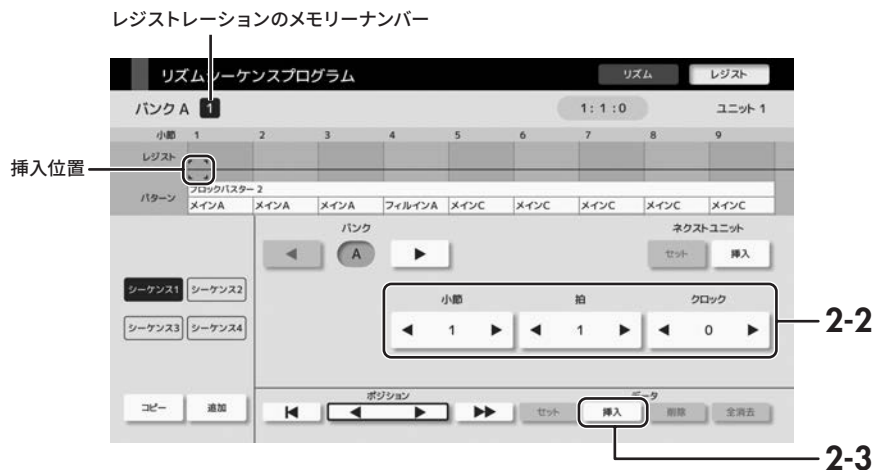 レジストレーションのメモリーナンバー
リズムシーケンスプログラム リズム レジスト
バンク A 1 1:1:0 ユニット 1
小節 1 2 3 4 5 6 7 8 9
レジスト
挿入位置
ブロックバスター 2
パターン
メインA メインA メインA フィルインA メインC メインC メインC メインC メインC
バンク ネクストユニット
◀ A ▶ セット 挿入
シーケンス1 シーケンス2
小節 拍 クロック
シーケンス3 シーケンス4
◀ 1 ▶ ◀ 1 ▶ ◀ 0 ▶
2-2
ポジション データ
コピー 追加 セット 挿入 削除 全消去
2-3